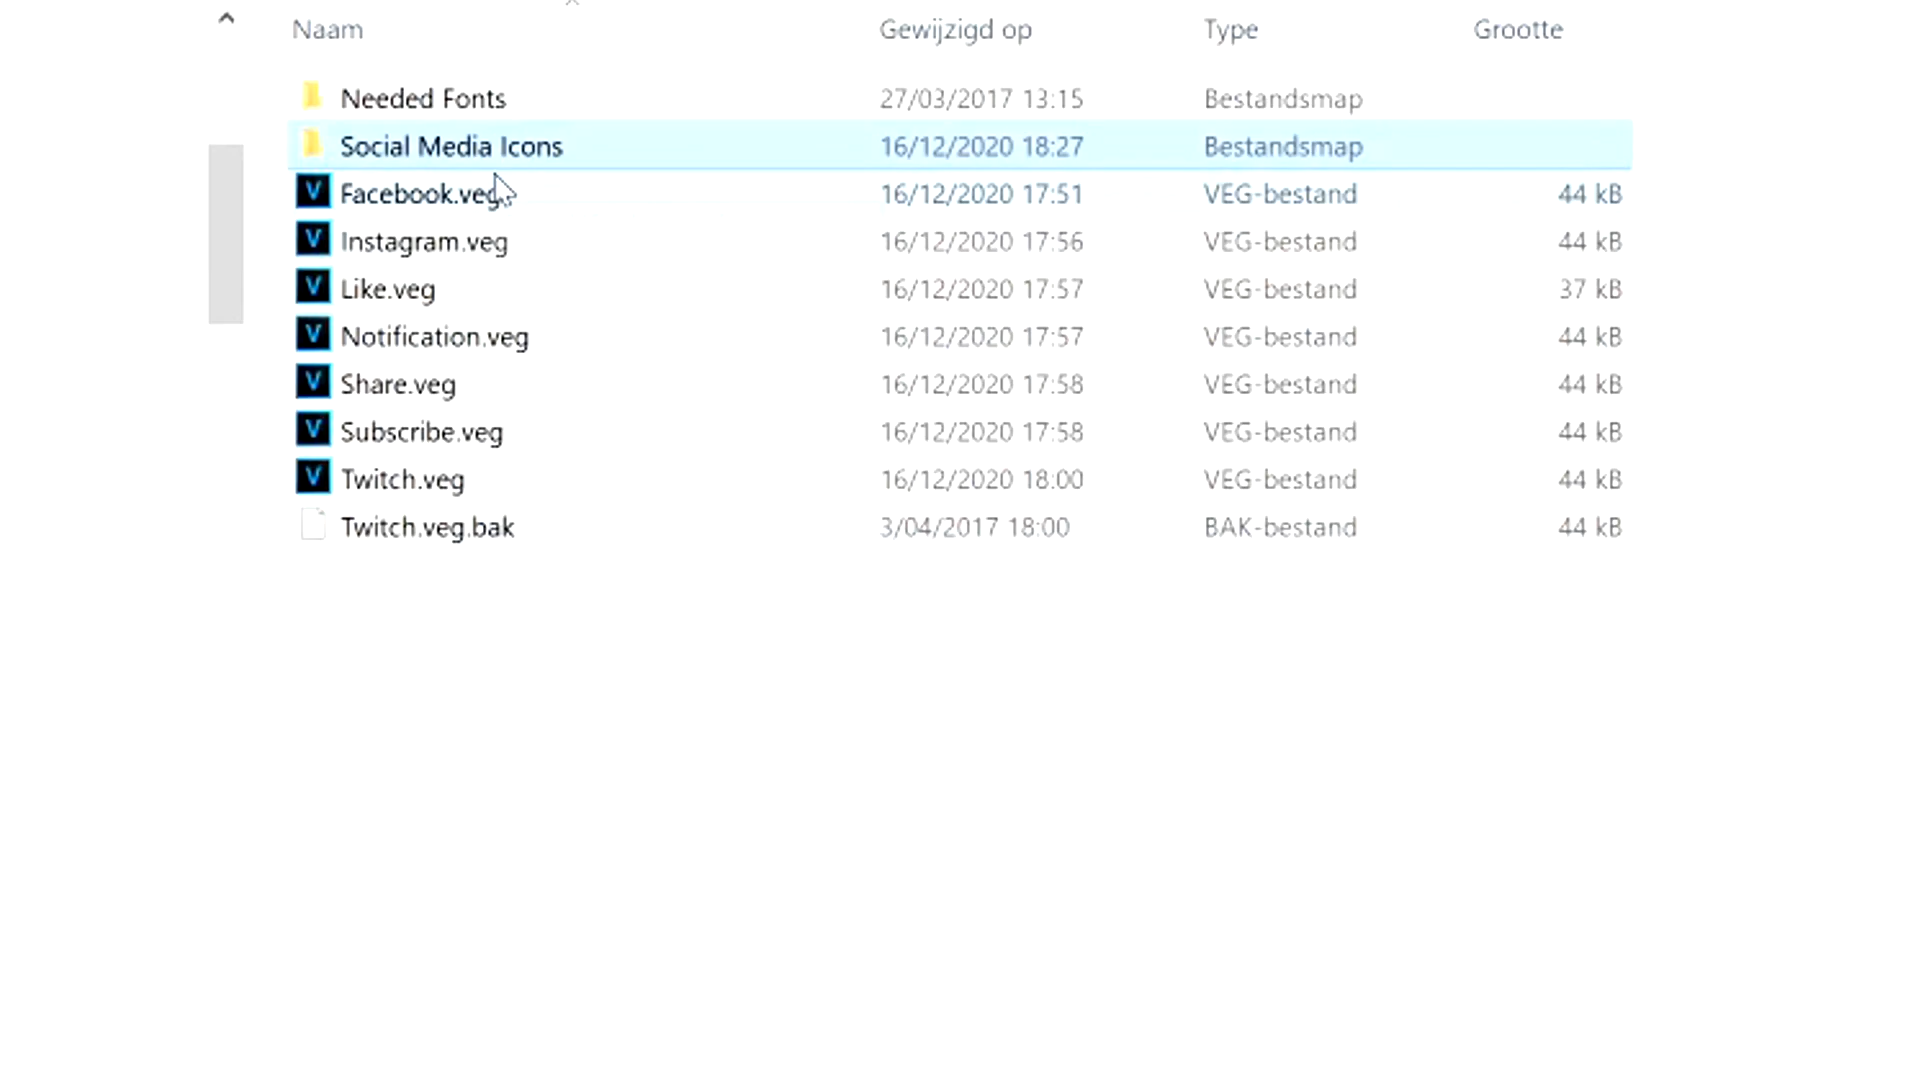 Naam Gewijzigd op Type Grootte
Needed Fonts 27/03/2017 13:15 Bestandsmap
Social Media Icons 16/12/2020 18:27 Bestandsmap
Facebook.veg 16/12/2020 17:51 VEG-bestand 44 kB
Instagram.veg 16/12/2020 17:56 VEG-bestand 44 kB
Like.veg 16/12/2020 17:57 VEG-bestand 37 kB
Notification.veg 16/12/2020 17:57 VEG-bestand 44 kB
Share.veg 16/12/2020 17:58 VEG-bestand 44 kB
Subscribe.veg 16/12/2020 17:58 VEG-bestand 44 kB
Twitch.veg 16/12/2020 18:00 VEG-bestand 44 kB
Twitch.veg.bak 3/04/2017 18:00 BAK-bestand 44 kB